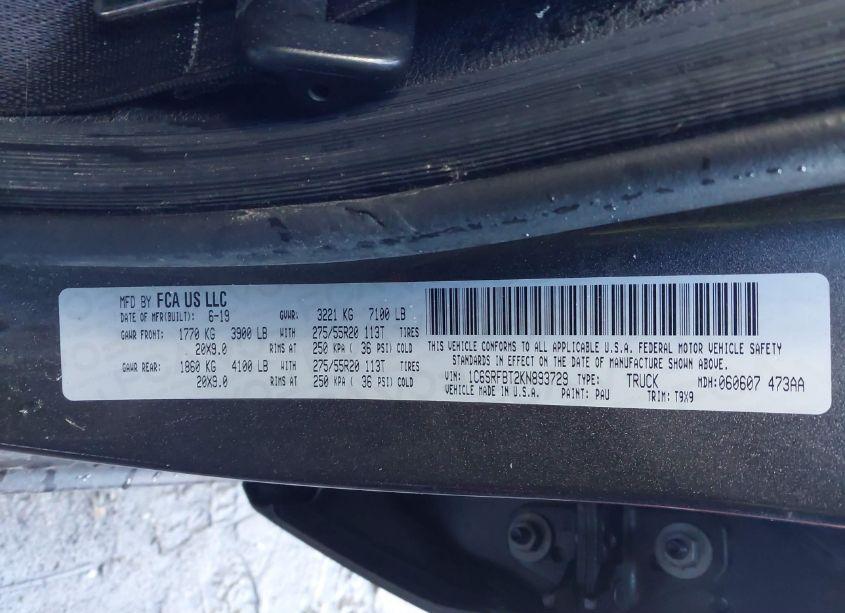 MFD BY FCA US LLC
DATE OF MFR(BUILT): 6-19 GVWR: 3221 KG 7100 LB
GAWR FRONT: 1770 KG 3900 LB WITH 275/55R20 113T TIRES
20X9.0 RIMS AT 250 KPA ( 36 PSI) COLD
GAWR REAR: 1860 KG 4100 LB WITH 275/55R20 113T TIRES
20X9.0 RIMS AT 250 KPA ( 36 PSI) COLD
THIS VEHICLE CONFORMS TO ALL APPLICABLE U.S.A. FEDERAL MOTOR VEHICLE SAFETY
STANDARDS IN EFFECT ON THE DATE OF MANUFACTURE SHOWN ABOVE.
VIN: 1C6SRFBT2KN893729 TYPE: TRUCK MDH:060607 473AA
VEHICLE MADE IN U.S.A. PAINT: PAU TRIM: T9X9